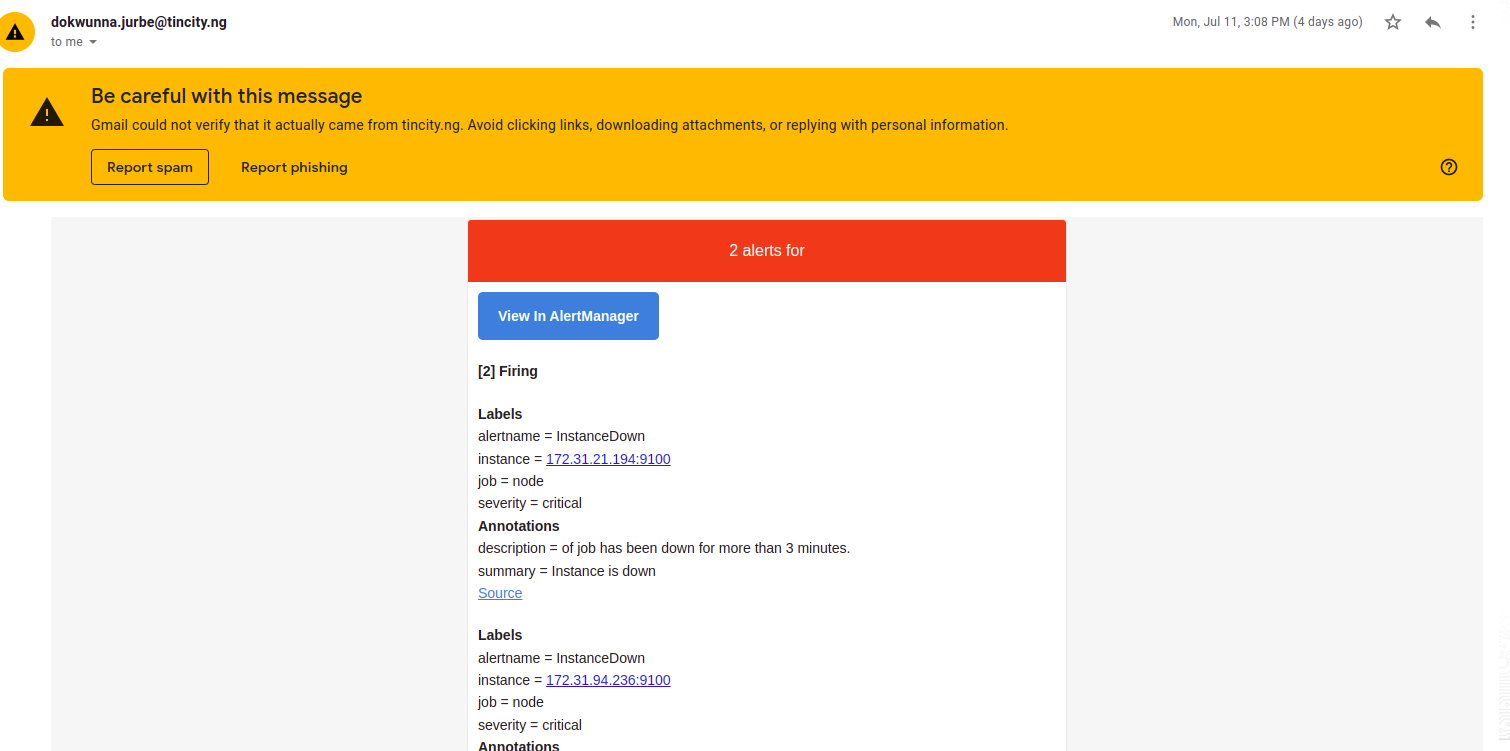 dokwunna.jurbe@tincity.ng
Mon, Jul 11, 3:08 PM (4 days ago)
to me
Be careful with this message
Gmail could not verify that it actually came from tincity.ng. Avoid clicking links, downloading attachments, or replying with personal information.
Report spam Report phishing
2 alerts for
View In AlertManager
[2] Firing
Labels
alertname = InstanceDown
instance = 172.31.21.194:9100
job = node
severity = critical
Annotations
description = of job has been down for more than 3 minutes.
summary = Instance is down
Source
Labels
alertname = InstanceDown
instance = 172.31.94.236:9100
job = node
severity = critical
Annotations